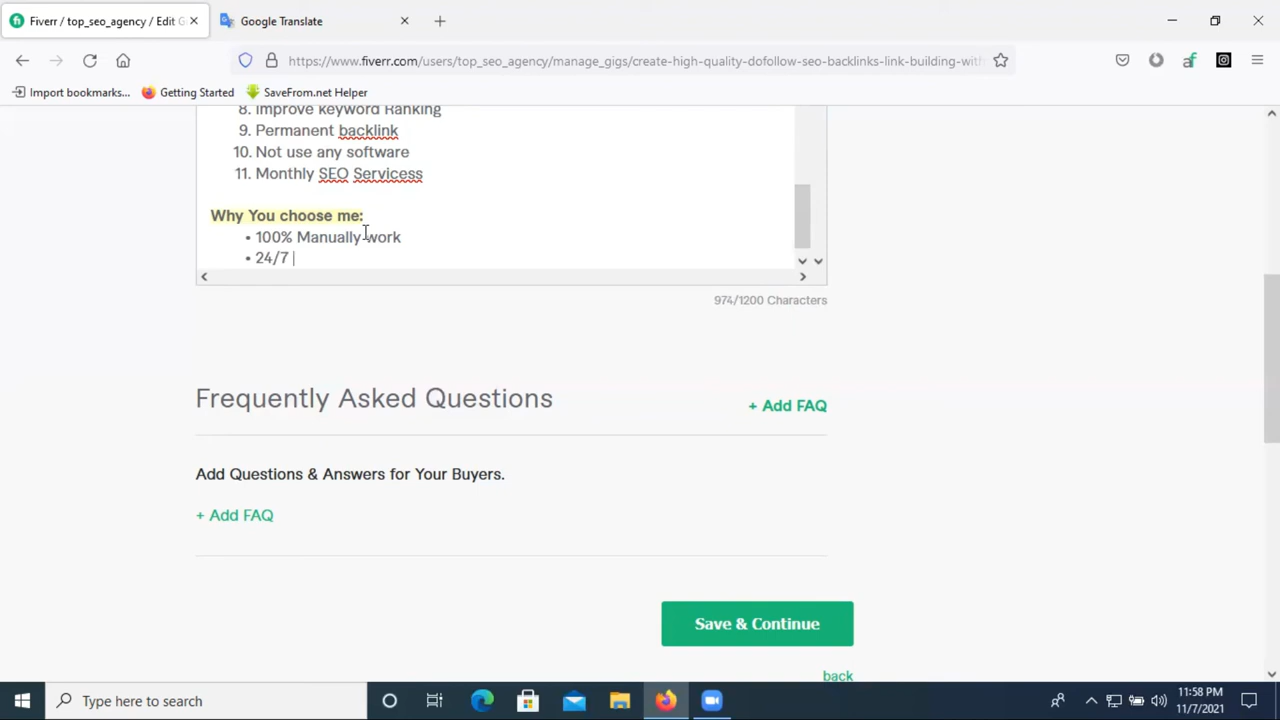 Fiverr / top_seo_agency / Edit G
Google Translate
https://www.fiverr.com/users/top_seo_agency/manage_gigs/create-high-quality-dofollow-seo-backlinks-link-building-with
Import bookmarks...
Getting Started
SaveFrom.net Helper
8. Improve keyword Ranking
9. Permanent backlink
10. Not use any software
11. Monthly SEO Servicess
Why You choose me:
• 100% Manually work
• 24/7
974/1200 Characters
Frequently Asked Questions
+ Add FAQ
Add Questions & Answers for Your Buyers.
+ Add FAQ
Save & Continue
back
Type here to search
11:58 PM
11/7/2021